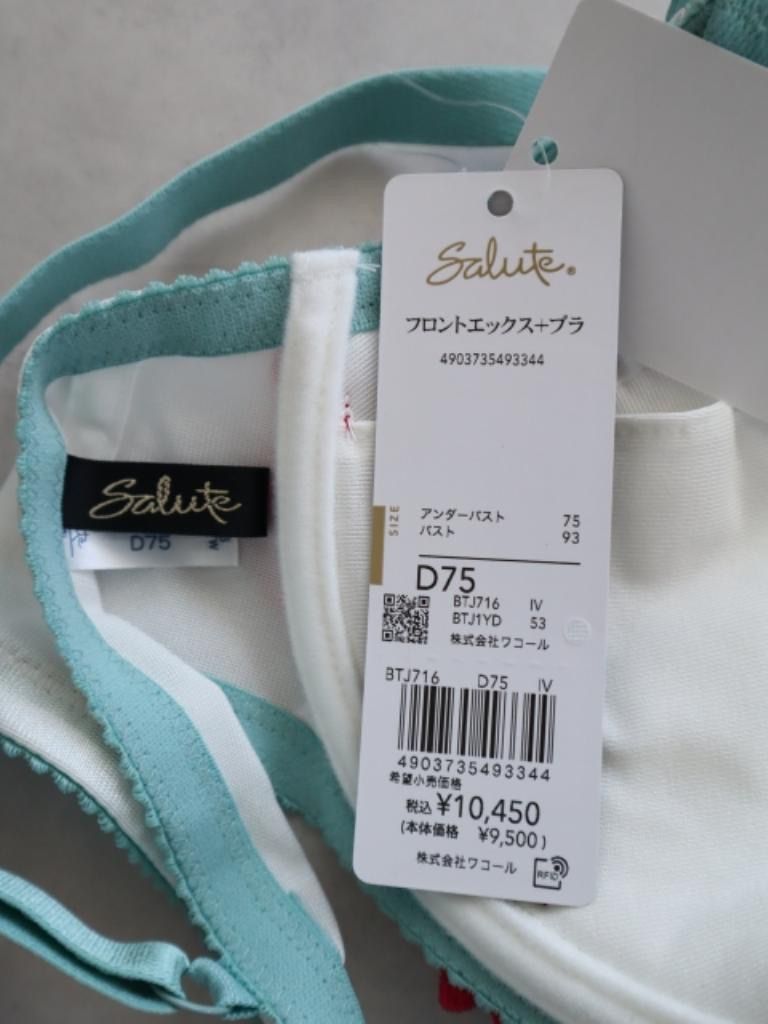 Salute®
フロントエックス+ブラ
4903735493344
SIZE
アンダーバスト 75
バスト 93
D75
BTJ716 IV
BTJ1YD 53
株式会社ワコール
BTJ716 D75 IV
4903735493344
希望小売価格
税込 ¥10,450
(本体価格 ¥9,500)
株式会社ワコール
RFID
Salute
D75